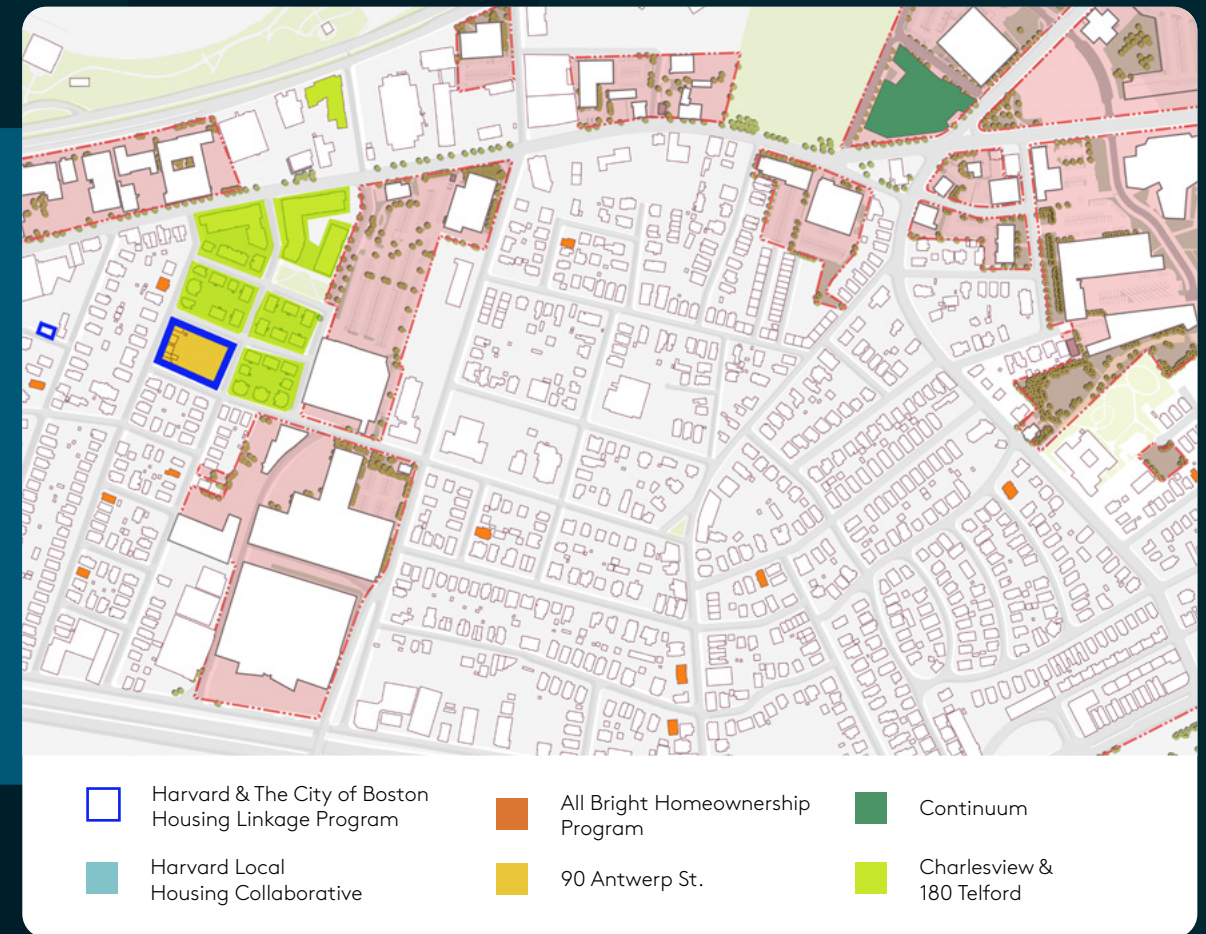 Harvard & The City of Boston
Housing Linkage Program
All Bright Homeownership
Program
Continuum
Harvard Local
Housing Collaborative
90 Antwerp St.
Charlesview &
180 Telford